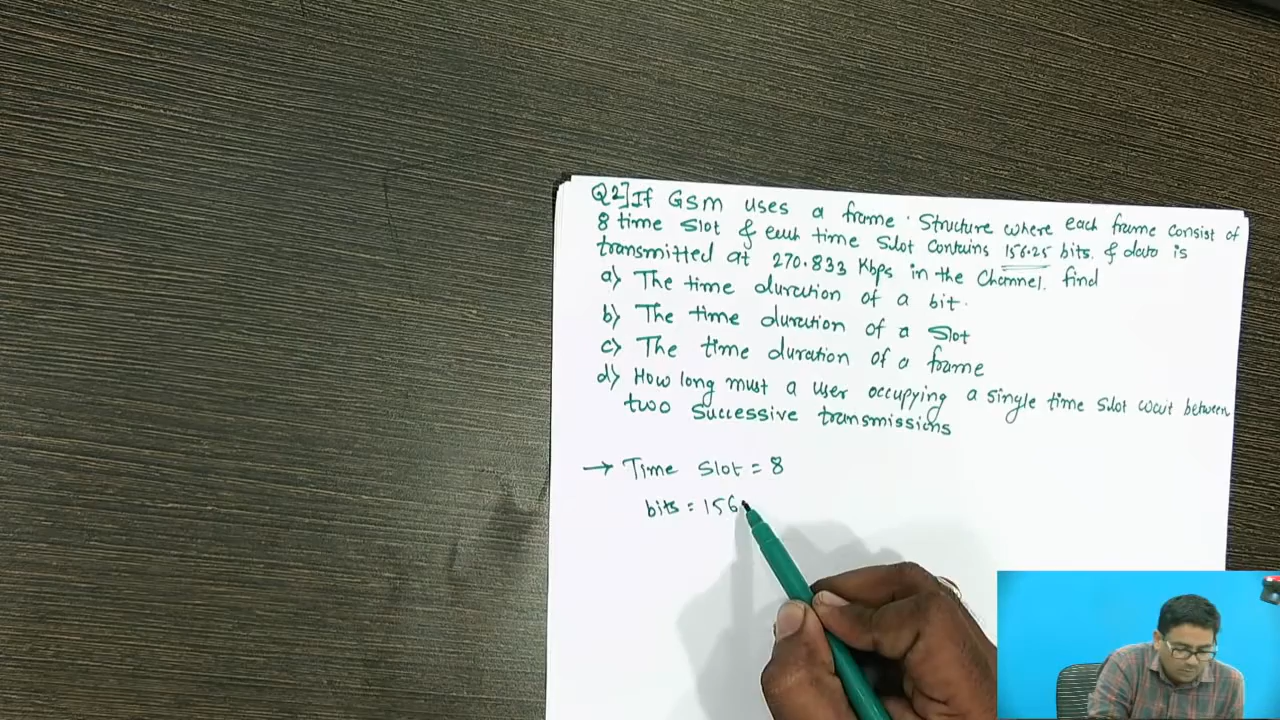 Q2] If GSM uses a frame structure where each frame consist of
8 time slot & each time slot contains 156.25 bits. & data is
transmitted at 270.833 Kbps in the channel. find
a) The time duration of a bit.
b) The time duration of a slot
c) The time duration of a frame
d) How long must a user occupying a single time slot wait between
two successive transmissions
→ Time slot = 8
bits = 156